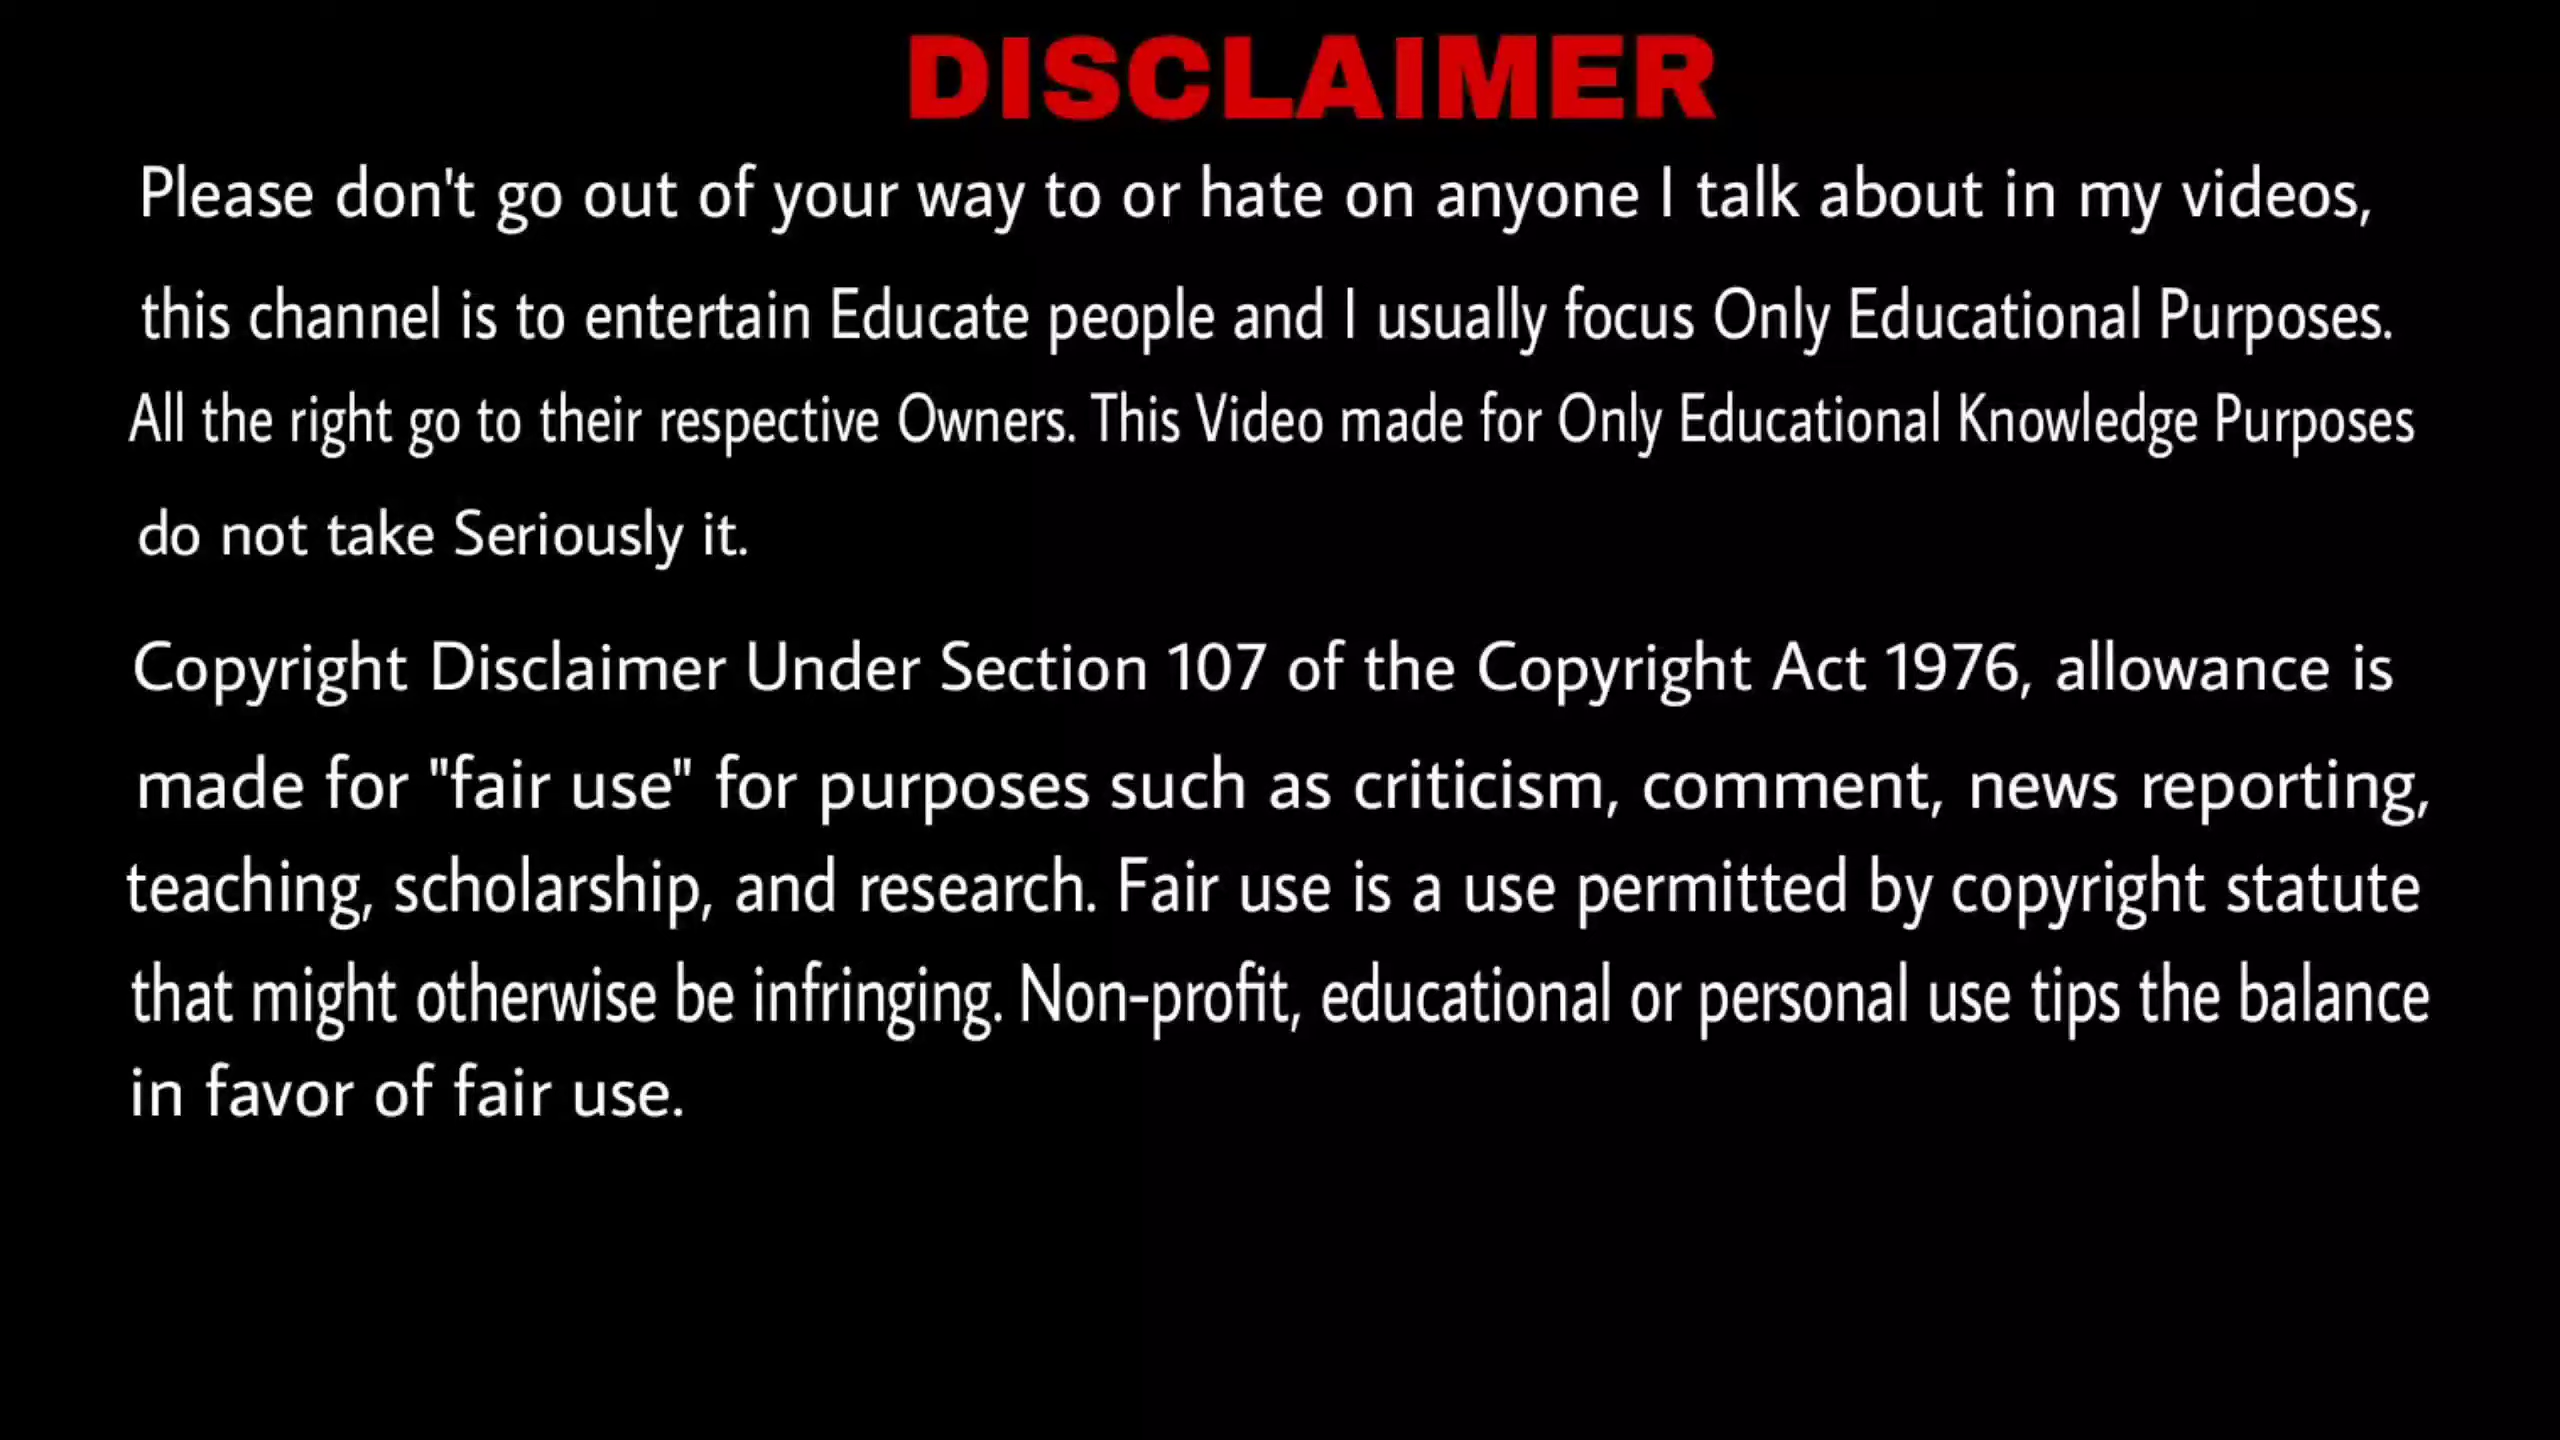 DISCLAIMER
Please don't go out of your way to or hate on anyone I talk about in my videos,
this channel is to entertain Educate people and I usually focus Only Educational Purposes.
All the right go to their respective Owners. This Video made for Only Educational Knowledge Purposes
do not take Seriously it.
Copyright Disclaimer Under Section 107 of the Copyright Act 1976, allowance is
made for "fair use" for purposes such as criticism, comment, news reporting,
teaching, scholarship, and research. Fair use is a use permitted by copyright statute
that might otherwise be infringing. Non-profit, educational or personal use tips the balance
in favor of fair use.